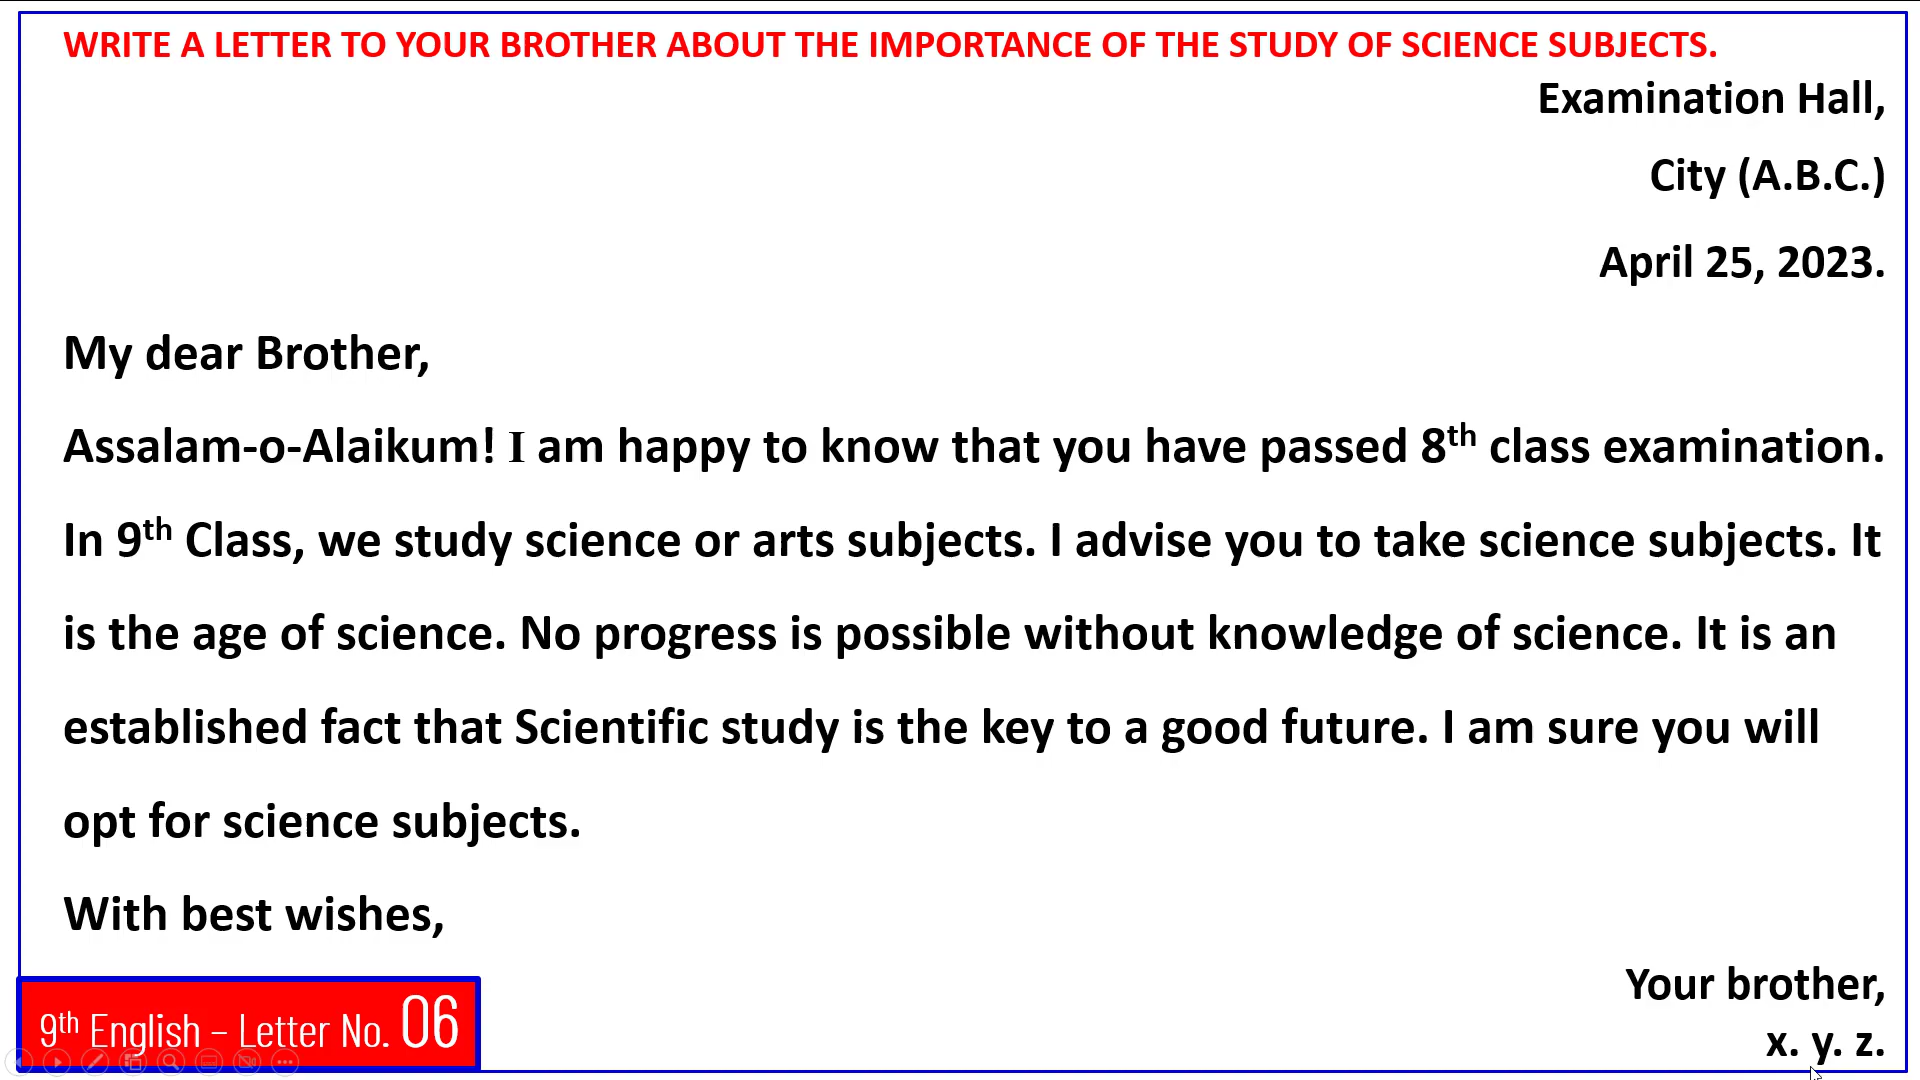 WRITE A LETTER TO YOUR BROTHER ABOUT THE IMPORTANCE OF THE STUDY OF SCIENCE SUBJECTS.
Examination Hall,
City (A.B.C.)
April 25, 2023.
My dear Brother,
Assalam-o-Alaikum! I am happy to know that you have passed 8th class examination.
In 9th Class, we study science or arts subjects. I advise you to take science subjects. It
is the age of science. No progress is possible without knowledge of science. It is an
established fact that Scientific study is the key to a good future. I am sure you will
opt for science subjects.
With best wishes,
Your brother,
x. y. z.
9th English – Letter No. 06